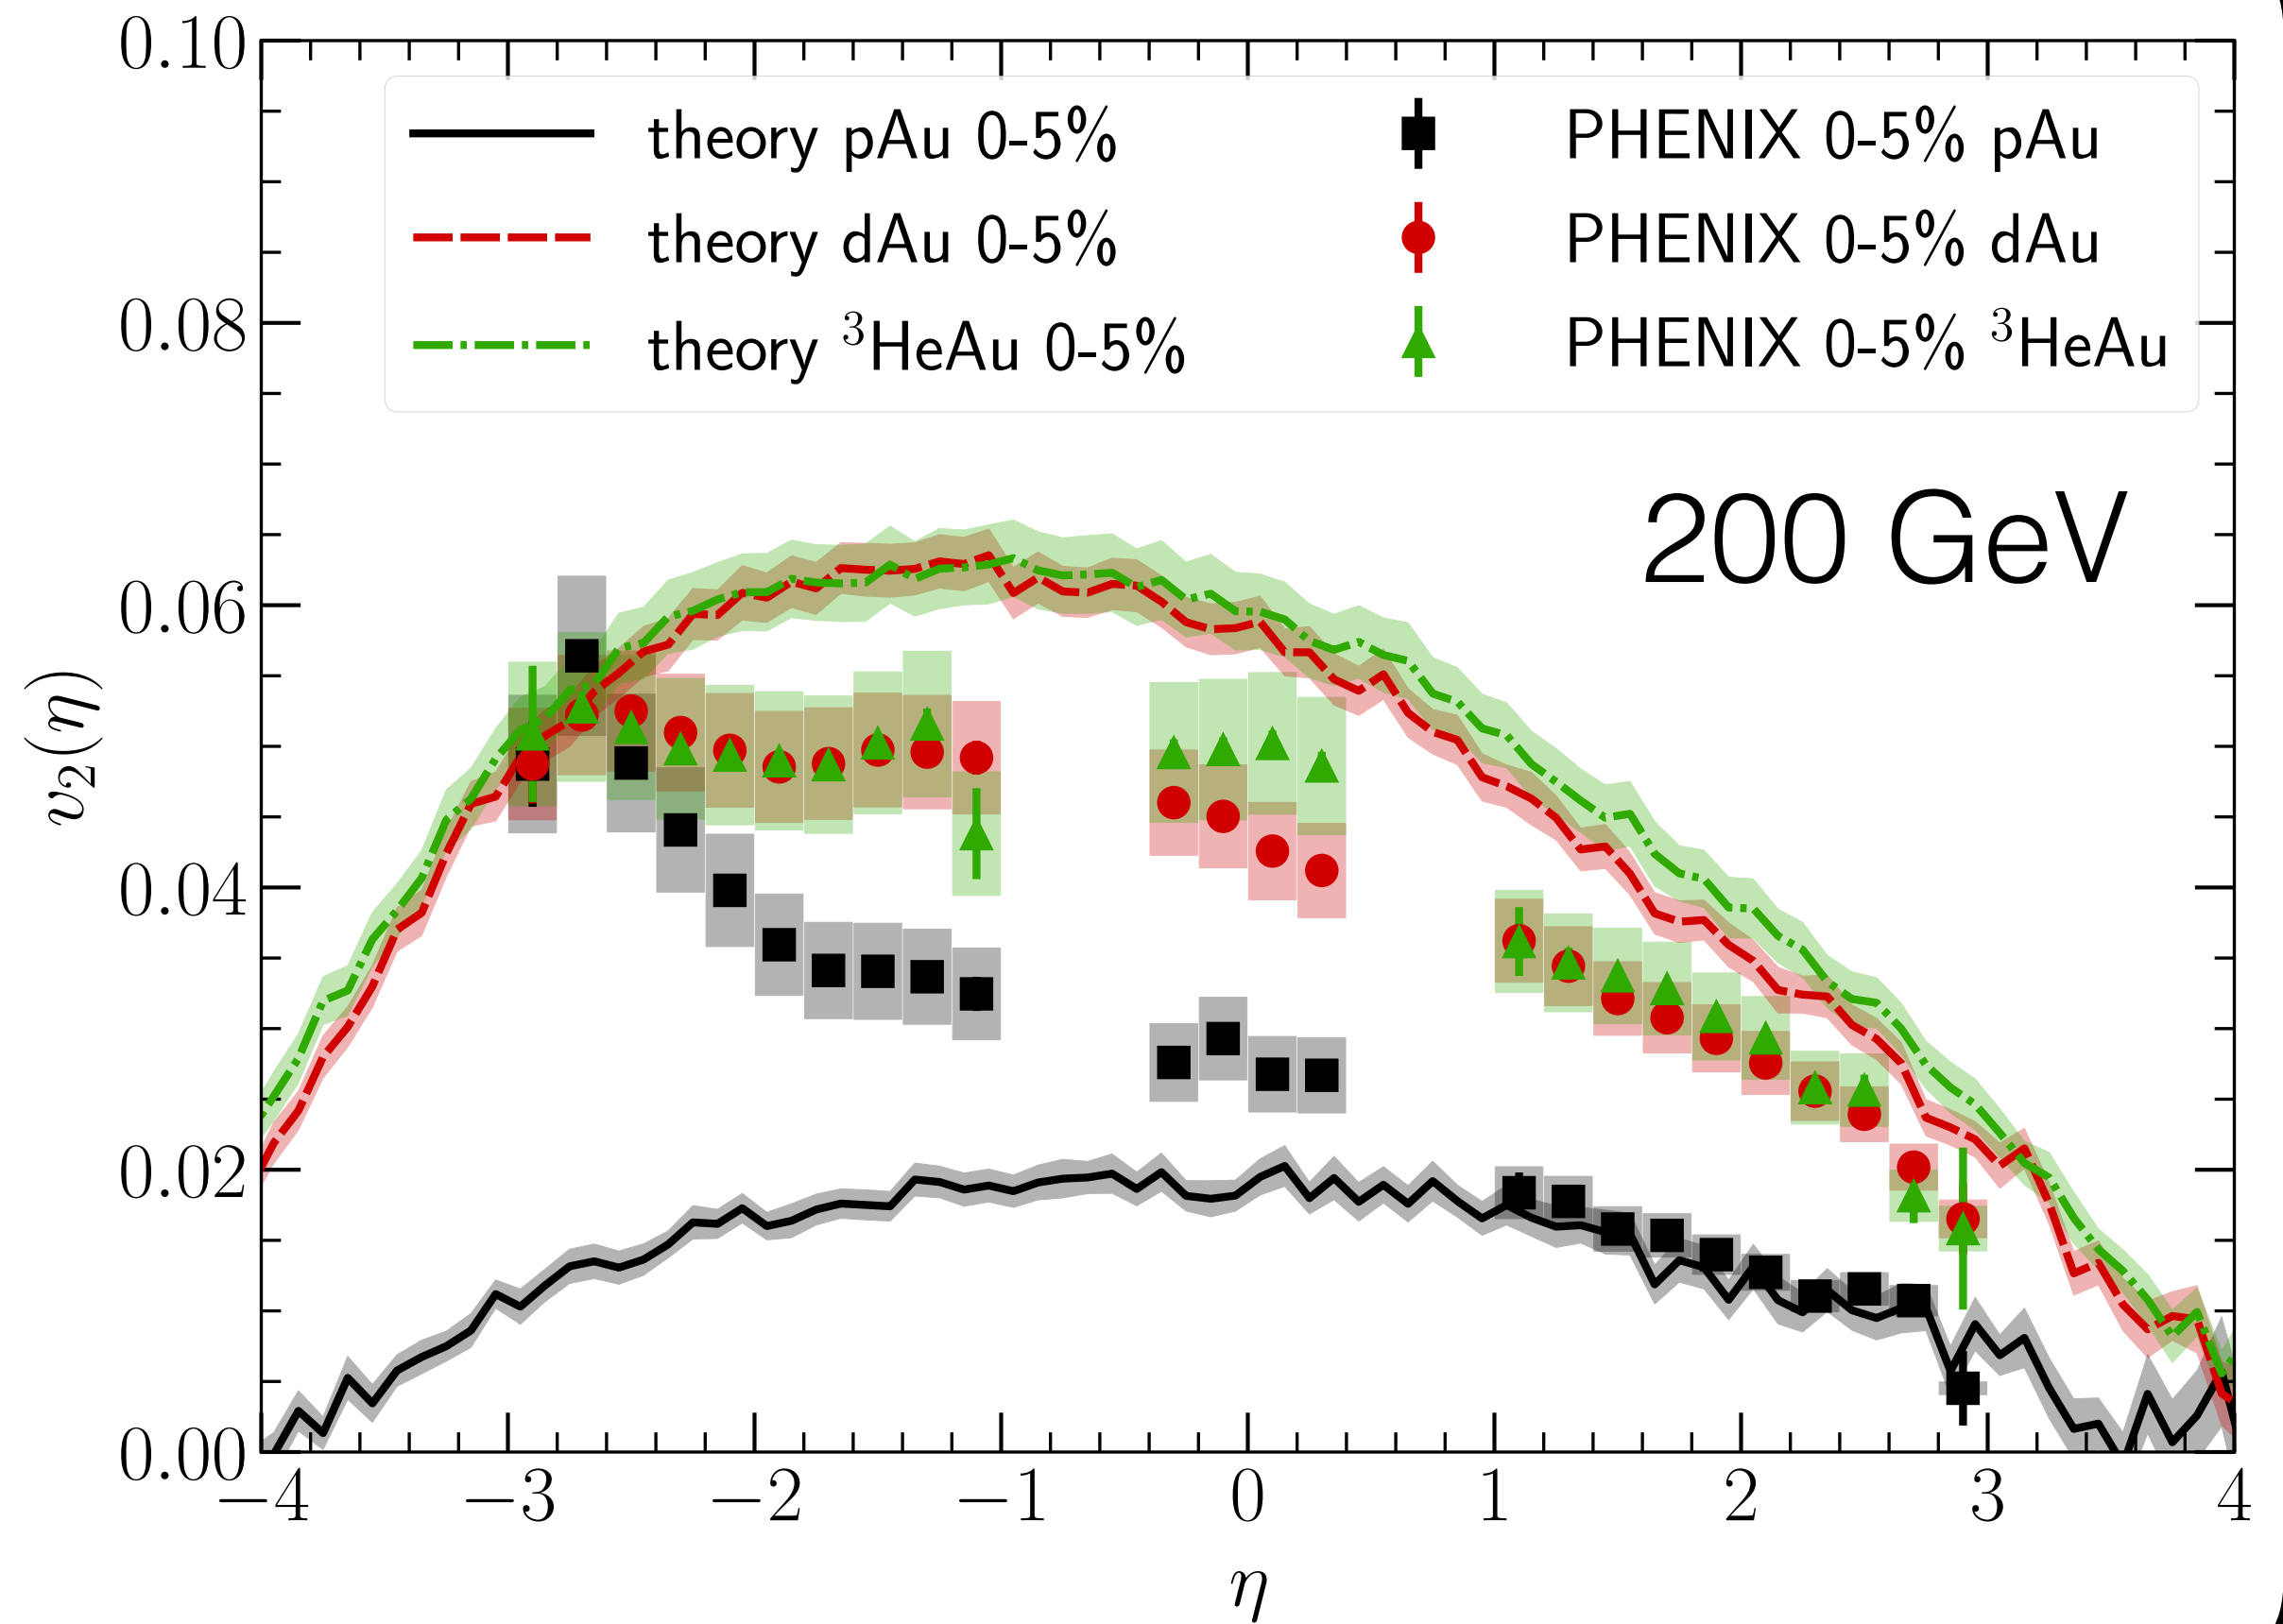 0.10
theory pAu 0-5%
PHENIX 0-5% pAu
theory dAu 0-5%
PHENIX 0-5% dAu
theory ³HeAu 0-5%
PHENIX 0-5% ³HeAu
0.08
200 GeV
0.06
v₂(η)
0.04
0.02
0.00
−4 −3 −2 −1 0 1 2 3 4
η